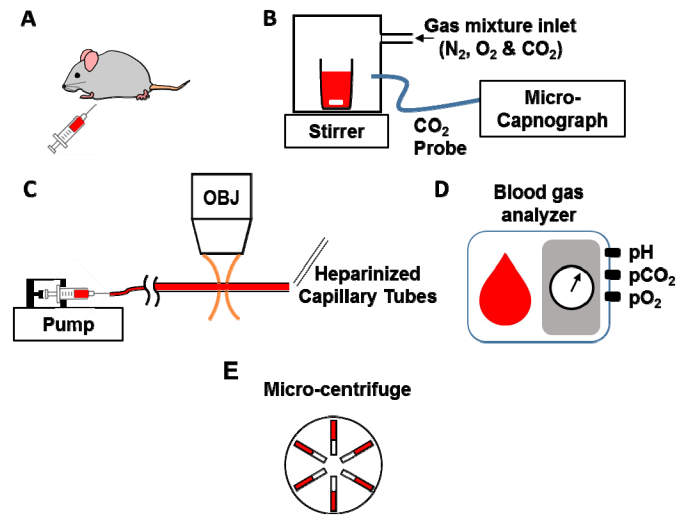 A
B
Gas mixture inlet
(N₂, O₂ & CO₂)
Stirrer
CO₂
Probe
Micro-
Capnograph
C
OBJ
Heparinized
Capillary Tubes
Pump
D
Blood gas
analyzer
pH
pCO₂
pO₂
E
Micro-centrifuge